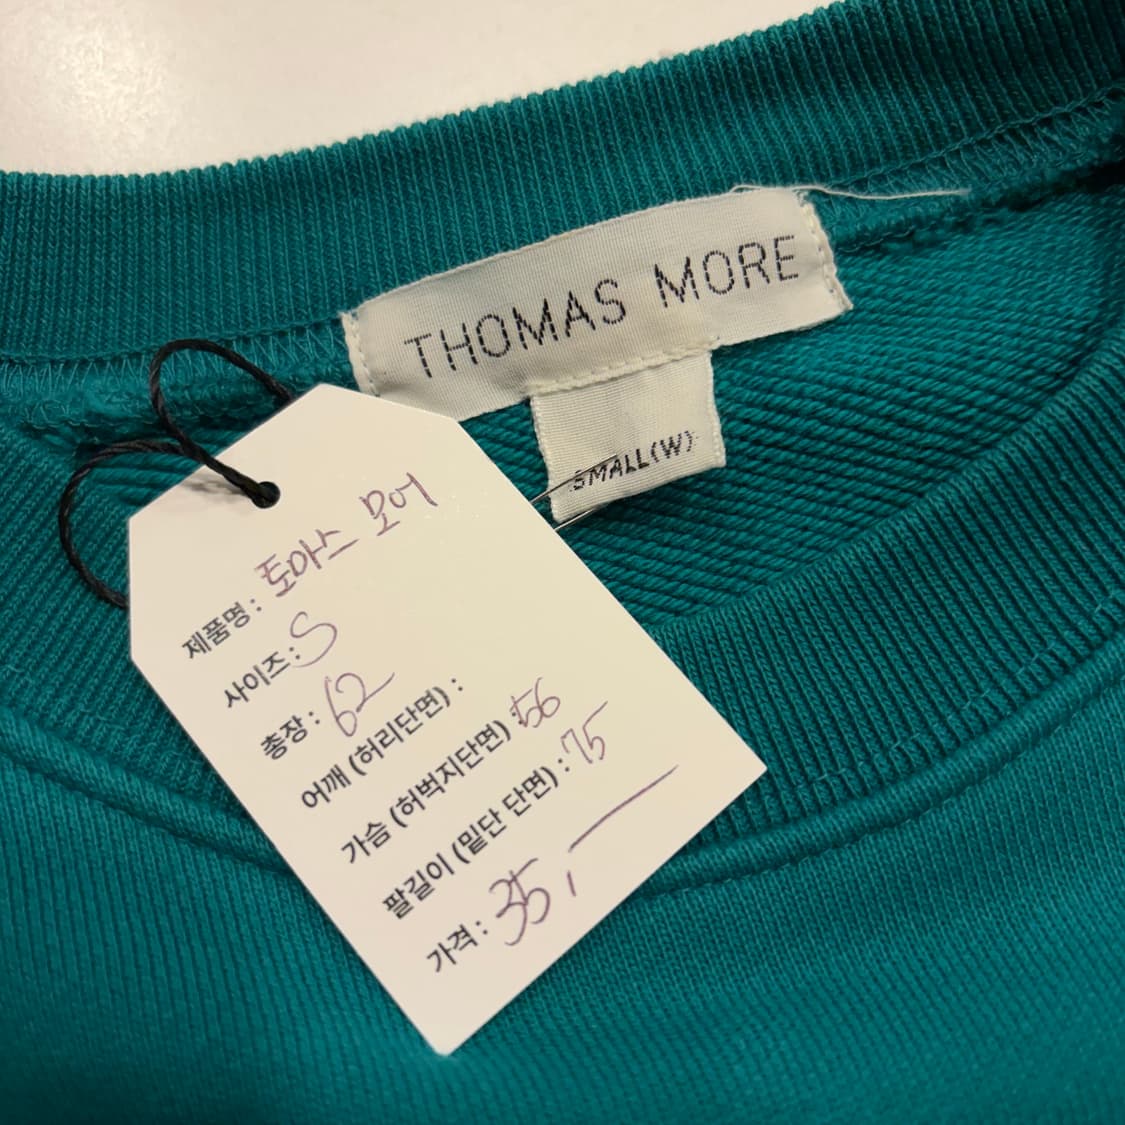 THOMAS MORE
SMALL(W)
제품명 : 토마스 모어
사이즈 : S
총장 : 62
어깨 (허리단면) :
가슴 (허벅지단면) : 56
팔길이 (밑단 단면) : 75
가격 : 35,